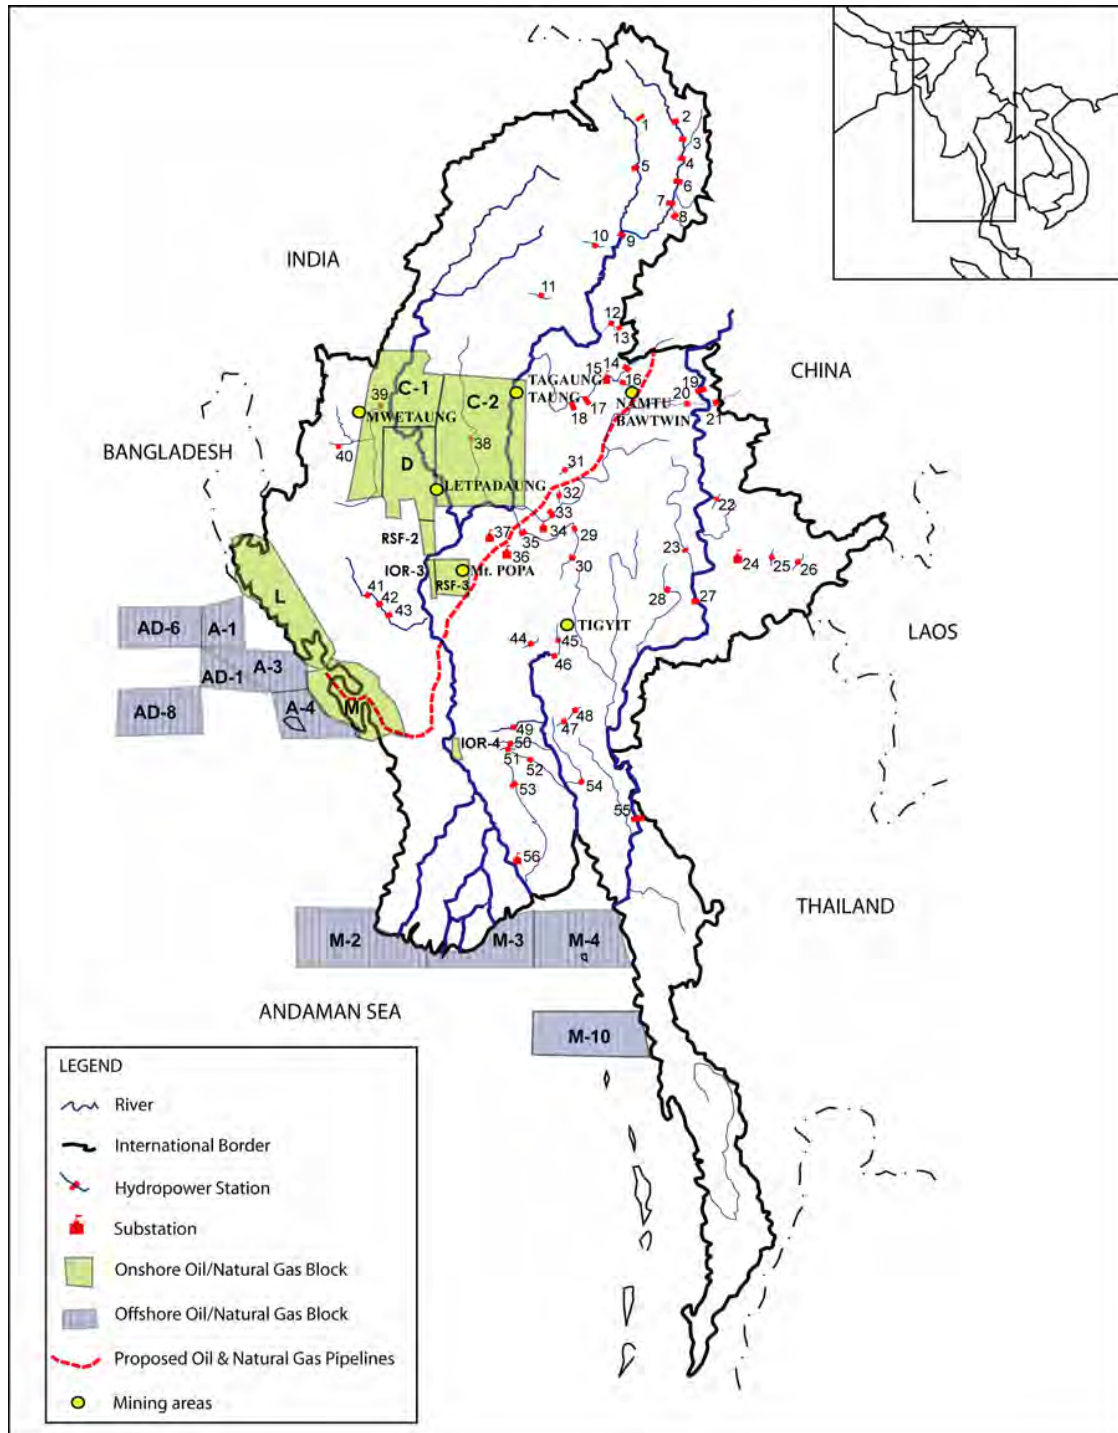 1
2
3
4
5
6
7
8
9
10
INDIA
11
12
13
CHINA
C-1
C-2
39
MWETAUNG
TAGAUNG
TAUNG
15
14
16
17
18
NAMTU
BAWTWIN
19
20
21
38
BANGLADESH
40
D
31
LETPADAUNG
32
22
33
RSF-2
37
35
34
29
23
36
30
24
25
26
IOR-3
RSF-3
Mt. POPA
41
42
43
28
27
L
AD-6
A-1
TIGYIT
LAOS
44
45
46
AD-1
A-3
AD-8
A-4
M
49
48
47
IOR-4
50
51
52
53
54
55
56
THAILAND
M-2
M-3
M-4
ANDAMAN SEA
M-10
LEGEND
River
International Border
Hydropower Station
Substation
Onshore Oil/Natural Gas Block
Offshore Oil/Natural Gas Block
Proposed Oil & Natural Gas Pipelines
Mining areas